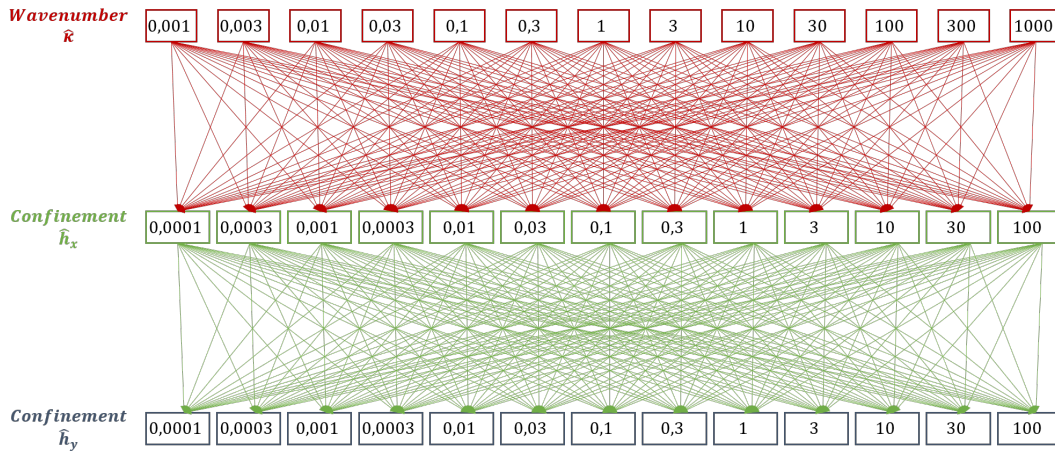 Wavenumber 0,001 0,003 0,01 0,03 0,1 0,3 1 3 10 30 100 300 1000
κ̂
Confinement 0,0001 0,0003 0,001 0,0003 0,01 0,03 0,1 0,3 1 3 10 30 100
ĥₓ
Confinement 0,0001 0,0003 0,001 0,0003 0,01 0,03 0,1 0,3 1 3 10 30 100
ĥᵧ